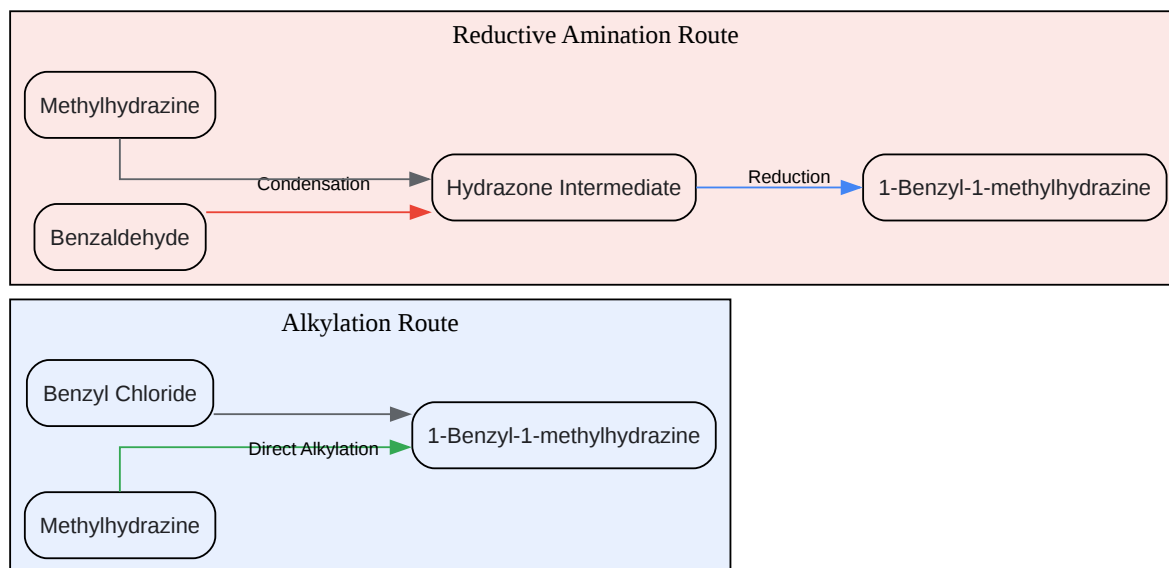 Reductive Amination Route
Methylhydrazine
Condensation
Benzaldehyde
Hydrazone Intermediate
Reduction
1-Benzyl-1-methylhydrazine
Alkylation Route
Benzyl Chloride
Direct Alkylation
Methylhydrazine
1-Benzyl-1-methylhydrazine